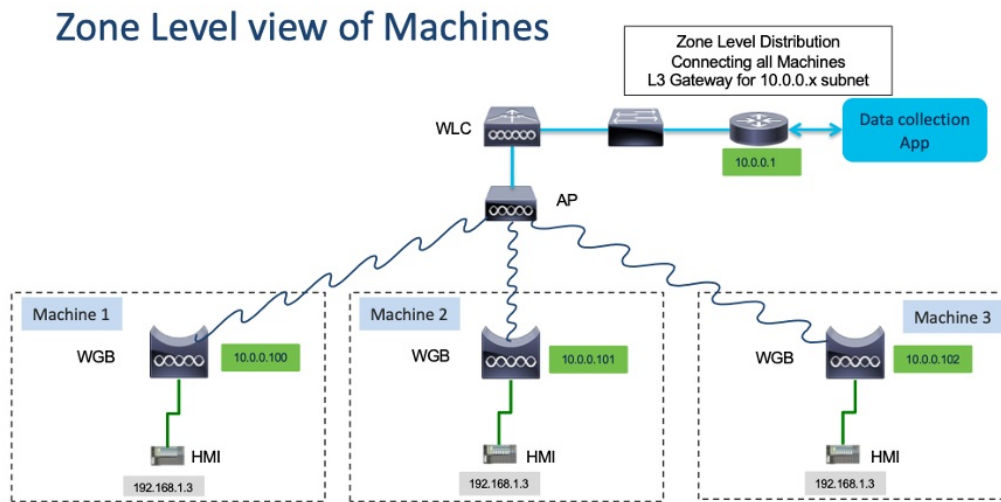 Zone Level view of Machines
Zone Level Distribution
Connecting all Machines
L3 Gateway for 10.0.0.x subnet
WLC
Data collection
App
10.0.0.1
AP
Machine 1
Machine 2
Machine 3
WGB
10.0.0.100
WGB
10.0.0.101
WGB
10.0.0.102
HMI
HMI
HMI
192.168.1.3
192.168.1.3
192.168.1.3